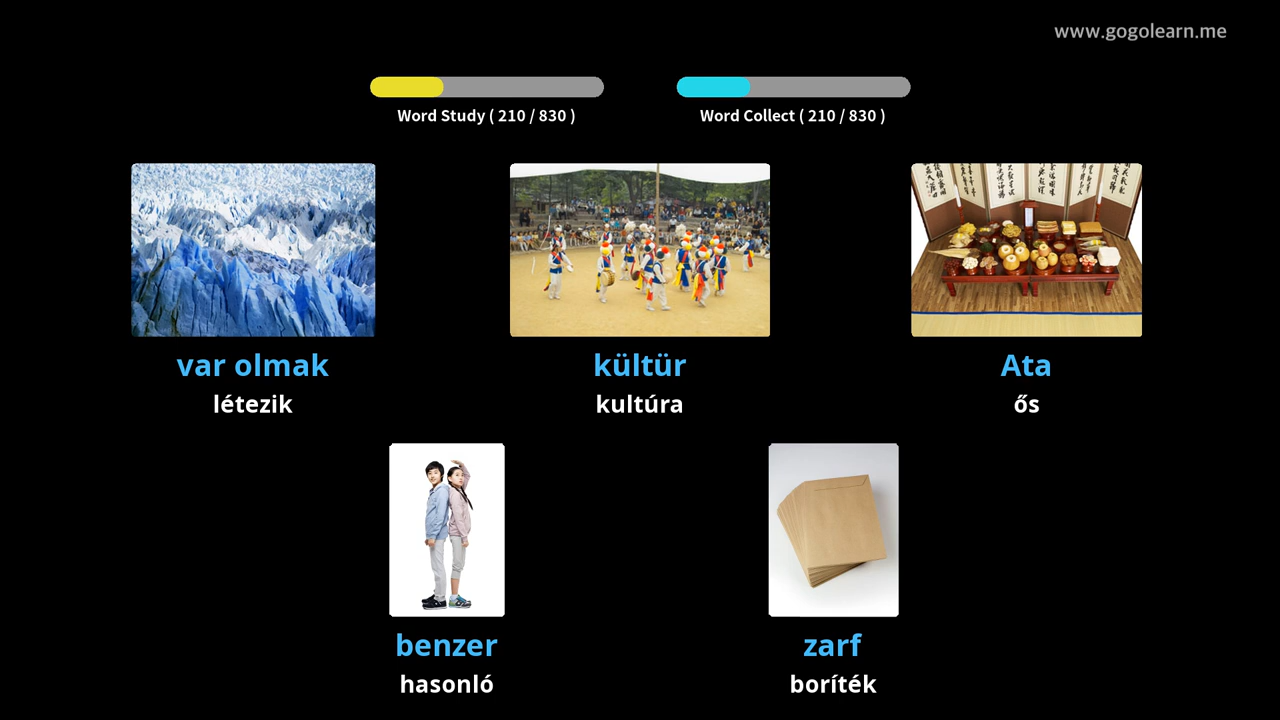 www.gogolearn.me
Word Study ( 210 / 830 )
Word Collect ( 210 / 830 )
var olmak
létezik
kültür
kultúra
Ata
ős
benzer
hasonló
zarf
boríték